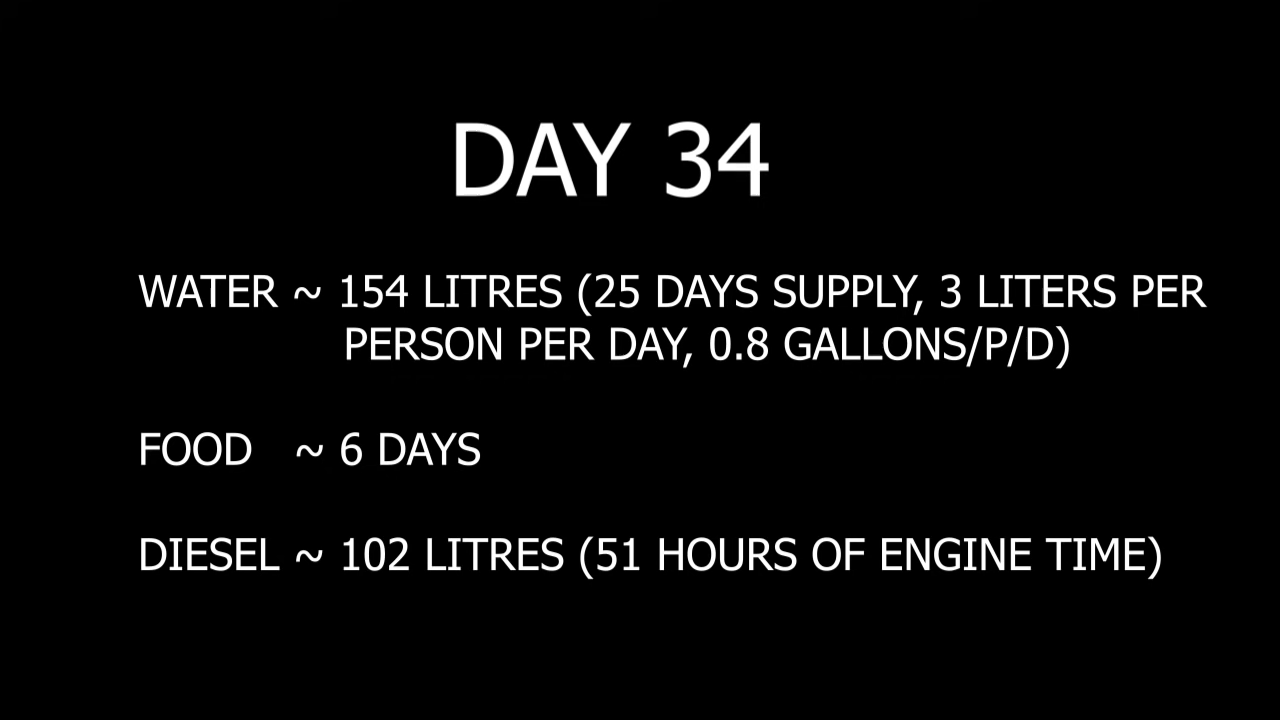 DAY 34
WATER ~ 154 LITRES (25 DAYS SUPPLY, 3 LITERS PER
PERSON PER DAY, 0.8 GALLONS/P/D)
FOOD ~ 6 DAYS
DIESEL ~ 102 LITRES (51 HOURS OF ENGINE TIME)